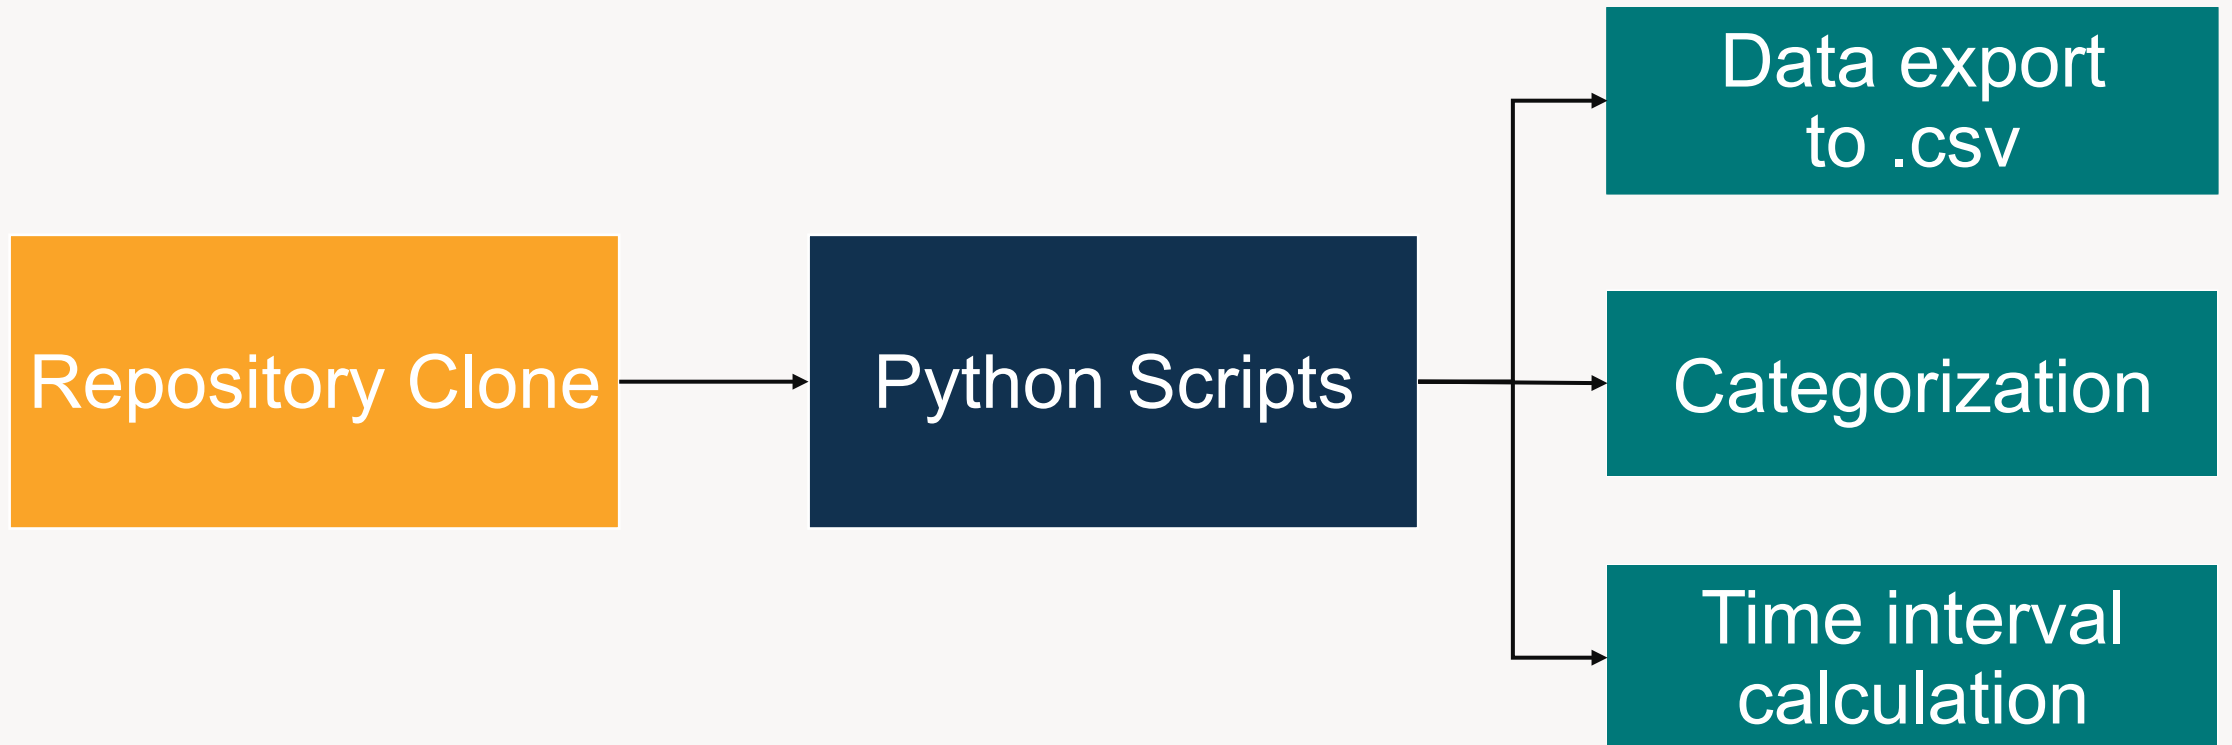 Repository Clone
Python Scripts
Data export
to .csv
Categorization
Time interval
calculation